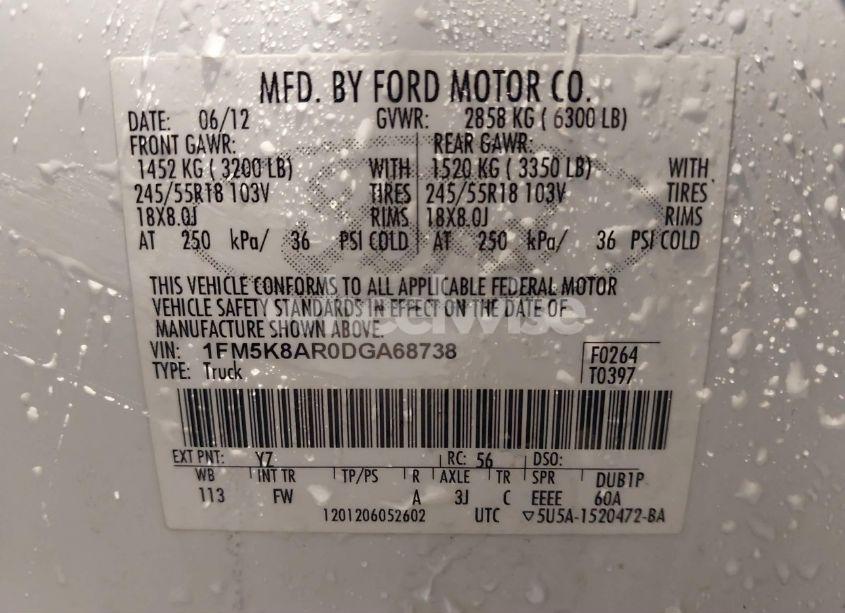 MFD. BY FORD MOTOR CO.
DATE: 06/12 GVWR: 2858 KG ( 6300 LB)
FRONT GAWR: REAR GAWR:
1452 KG ( 3200 LB) WITH 1520 KG ( 3350 LB) WITH
245/55R18 103V TIRES 245/55R18 103V TIRES
18X8.0J RIMS 18X8.0J RIMS
AT 250 kPa/ 36 PSI COLD AT 250 kPa/ 36 PSI COLD
THIS VEHICLE CONFORMS TO ALL APPLICABLE FEDERAL MOTOR
VEHICLE SAFETY STANDARDS IN EFFECT ON THE DATE OF
MANUFACTURE SHOWN ABOVE.
VIN: 1FM5K8AR0DGA68738 F0264
TYPE: Truck T0397
EXT PNT: YZ RC: 56 DSO:
WB INT TR TP/PS R AXLE TR SPR DUB1P
113 FW A 3J C EEEE 60A
1201206052602 UTC ▽5U5A-1520472-BA